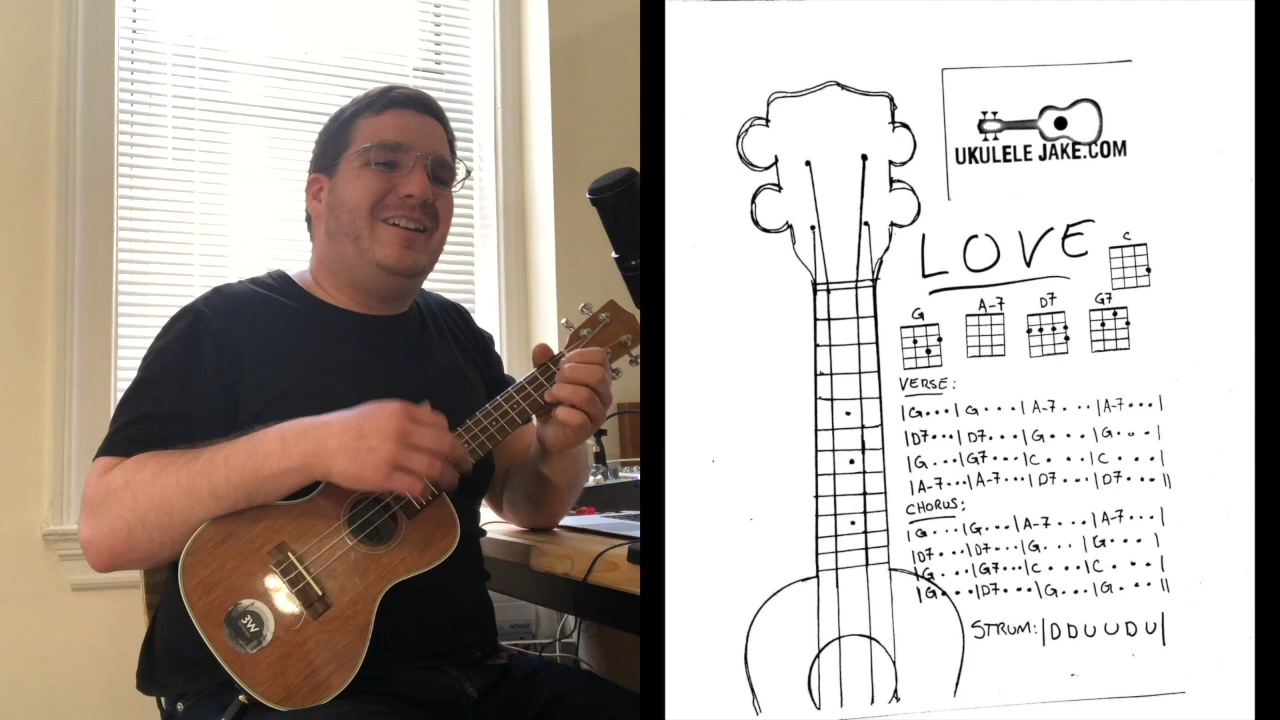 3W
UKULELE JAKE.COM
LOVE
C
G A-7 D7 G7
VERSE:
|G...|G...|A-7...|A-7...|
|D7...|D7...|G...|G...|
|G...|G7...|C...|C...|
|A-7...|A-7...|D7...|D7...||
CHORUS:
|G...|G...|A-7...|A-7...|
|D7...|D7...|G...|G...|
|G...|G7...|C...|C...|
|G...|D7...|G...|G...||
STRUM: |D D U U D U|